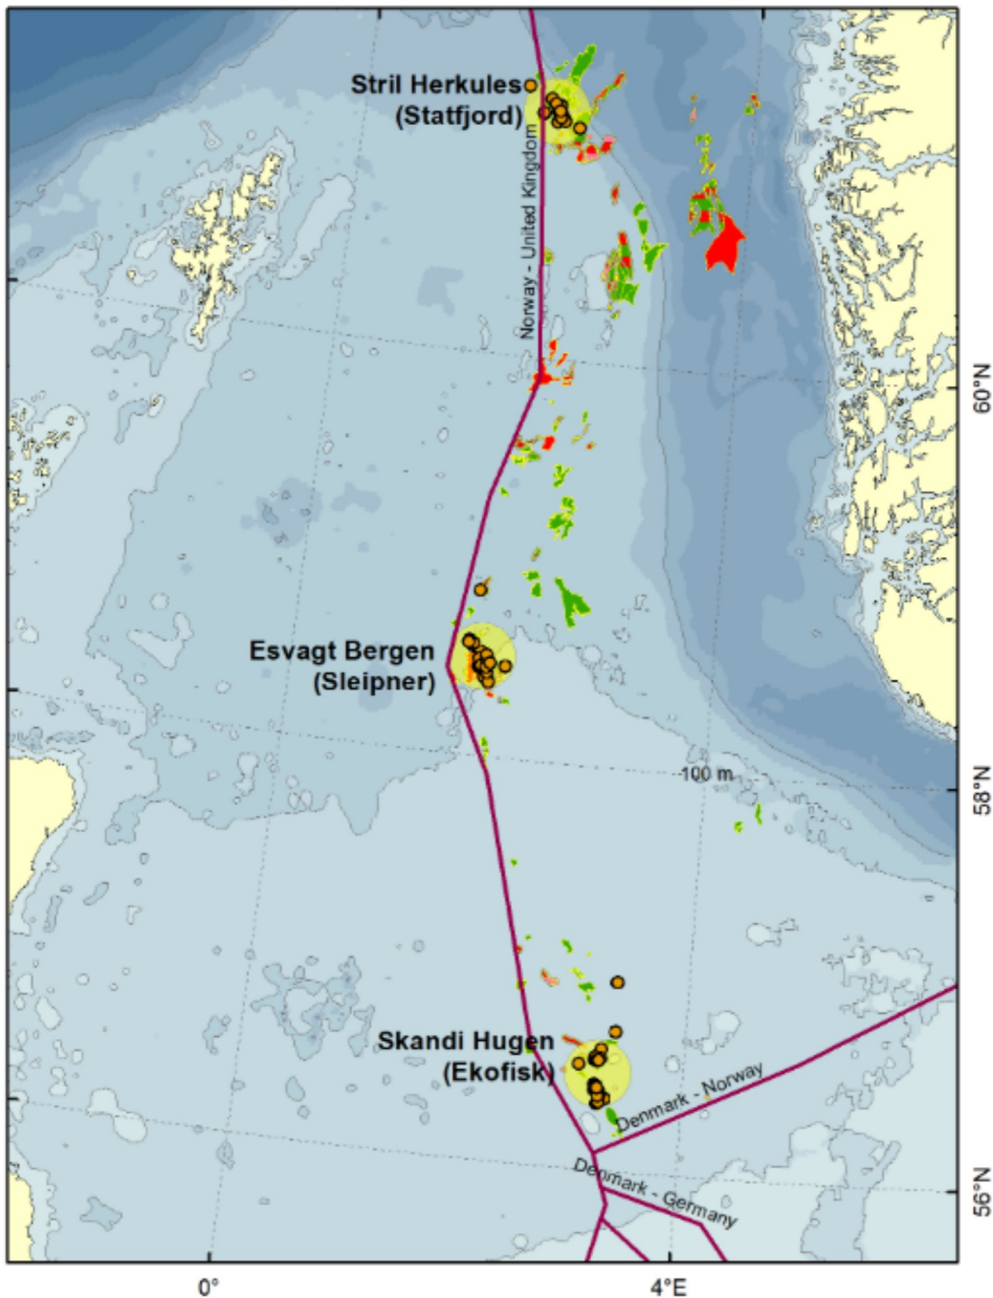 Stril Herkules
(Statfjord)
Norway - United Kingdom
60°N
Esvagt Bergen
(Sleipner)
100 m
58°N
Skandi Hugen
(Ekofisk)
Denmark - Norway
Denmark - Germany
56°N
0°
4°E